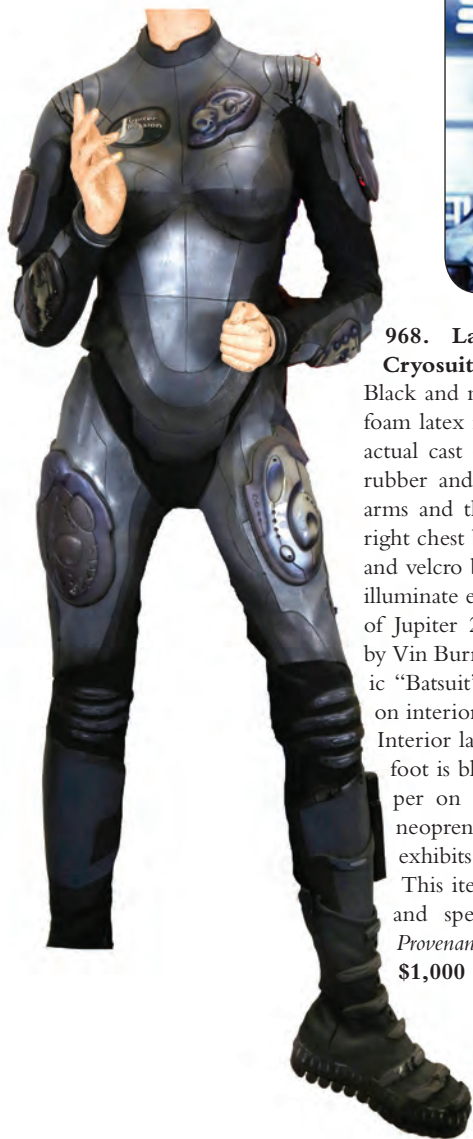 Jupiter
Mission
968. La
Cryosuit
Black and m
foam latex
actual cast
rubber and
arms and th
right chest
and velcro b
illuminate e
of Jupiter 2
by Vin Burn
ic “Batsuit”
on interior
Interior la
foot is bl
per on
neopren
exhibits
This ite
and spe
Provenan
$1,000